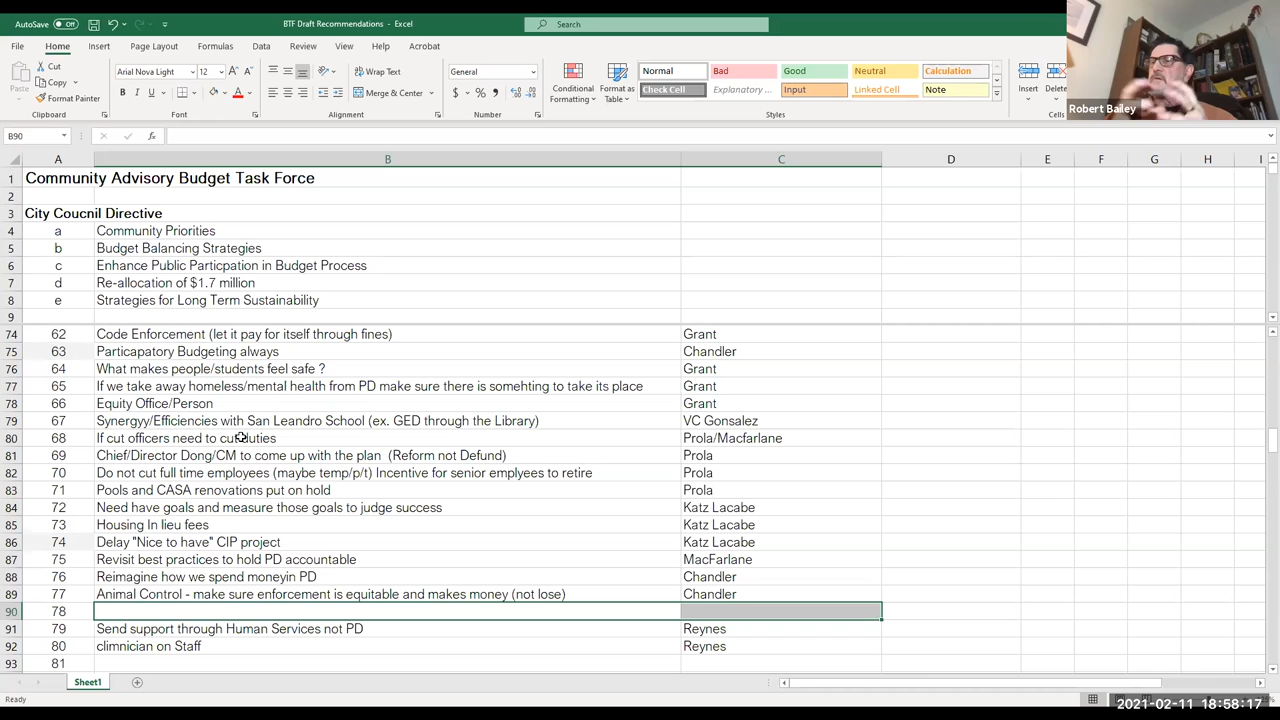 AutoSave Off BTF Draft Recommendations - Excel Search
File Home Insert Page Layout Formulas Data Review View Help Acrobat
Paste Cut Copy Format Painter Clipboard
Arial Nova Light 12 A A B I U Font
Wrap Text Merge & Center Alignment
General $ % Number
Conditional Formatting Format as Table
Normal Bad Good Neutral Calculation
Check Cell Explanatory ... Input Linked Cell Note
Styles
Insert Delete Cells
Robert Bailey
B90 fx
A B C D E F G H I
1 Community Advisory Budget Task Force
2
3 City Coucnil Directive
4 a Community Priorities
5 b Budget Balancing Strategies
6 c Enhance Public Particpation in Budget Process
7 d Re-allocation of $1.7 million
8 e Strategies for Long Term Sustainability
9
74 62 Code Enforcement (let it pay for itself through fines) Grant
75 63 Particapatory Budgeting always Chandler
76 64 What makes people/students feel safe ? Grant
77 65 If we take away homeless/mental health from PD make sure there is somehting to take its place Grant
78 66 Equity Office/Person Grant
79 67 Synergyy/Efficiencies with San Leandro School (ex. GED through the Library) VC Gonsalez
80 68 If cut officers need to cut duties Prola/Macfarlane
81 69 Chief/Director Dong/CM to come up with the plan (Reform not Defund) Prola
82 70 Do not cut full time employees (maybe temp/p/t) Incentive for senior emplyees to retire Prola
83 71 Pools and CASA renovations put on hold Prola
84 72 Need have goals and measure those goals to judge success Katz Lacabe
85 73 Housing In lieu fees Katz Lacabe
86 74 Delay "Nice to have" CIP project Katz Lacabe
87 75 Revisit best practices to hold PD accountable MacFarlane
88 76 Reimagine how we spend moneyin PD Chandler
89 77 Animal Control - make sure enforcement is equitable and makes money (not lose) Chandler
90 78
91 79 Send support through Human Services not PD Reynes
92 80 climnician on Staff Reynes
93 81
Sheet1
Ready
2021-02-11 18:58:17